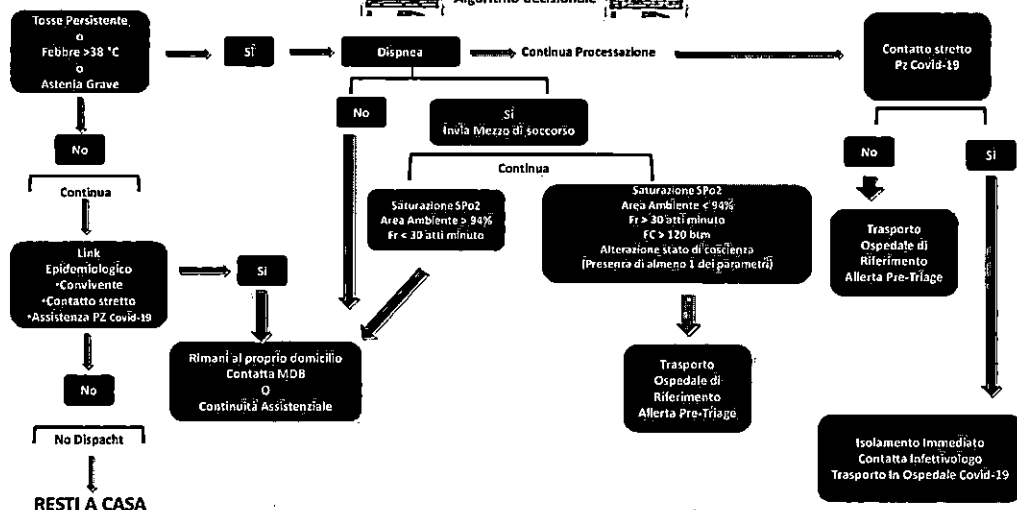 Algoritmo decisionale
Tosse Persistente
o
Febbre >38 °C
o
Astenia Grave
SÌ
Dispnea
Continua Processazione
Contatto stretto
Pz Covid-19
No
Continua
Link
Epidemiologico
•Convivente
•Contatto stretto
•Assistenza PZ Covid-19
Si
No
No Dispacht
RESTI A CASA
No
SÌ
Invia Mezzo di soccorso
Continua
Saturazione SPo2
Area Ambiente > 94%
Fr < 30 atti minuto
Saturazione SPo2
Area Ambiente < 94%
Fr > 30 atti minuto
FC > 120 btm
Alterazione stato di coscienza
(Presenza di almeno 1 dei parametri)
Rimani al proprio domicilio
Contatta MDB
O
Continuità Assistenziale
Trasporto
Ospedale di
Riferimento
Allerta Pre-Triage
No
SÌ
Trasporto
Ospedale di
Riferimento
Allerta Pre-Triage
Isolamento Immediato
Contatta Infettivologo
Trasporto In Ospedale Covid-19